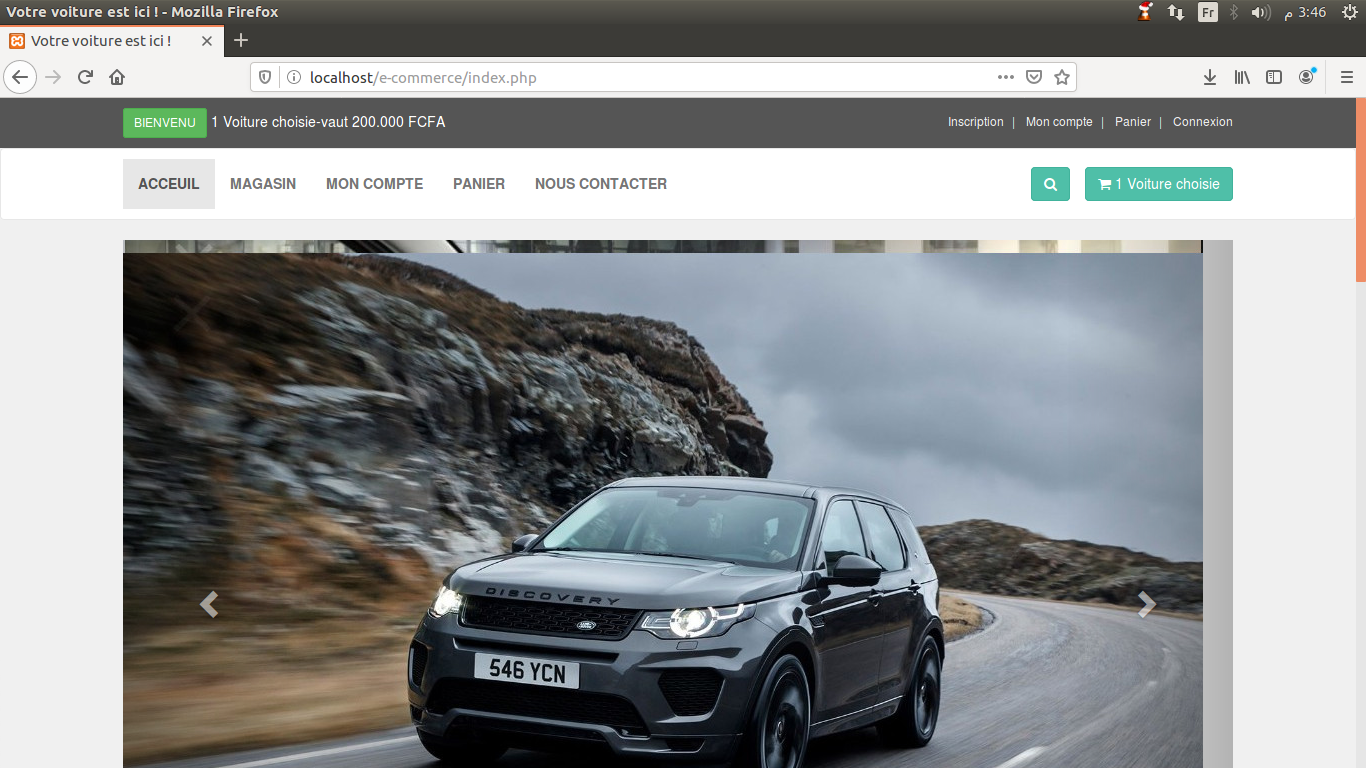 Votre voiture est ici ! - Mozilla Firefox
Fr
م 3:46
Votre voiture est ici !
localhost/e-commerce/index.php
BIENVENU 1 Voiture choisie-vaut 200.000 FCFA
Inscription | Mon compte | Panier | Connexion
ACCEUIL MAGASIN MON COMPTE PANIER NOUS CONTACTER
1 Voiture choisie
DISCOVERY
546 YCN